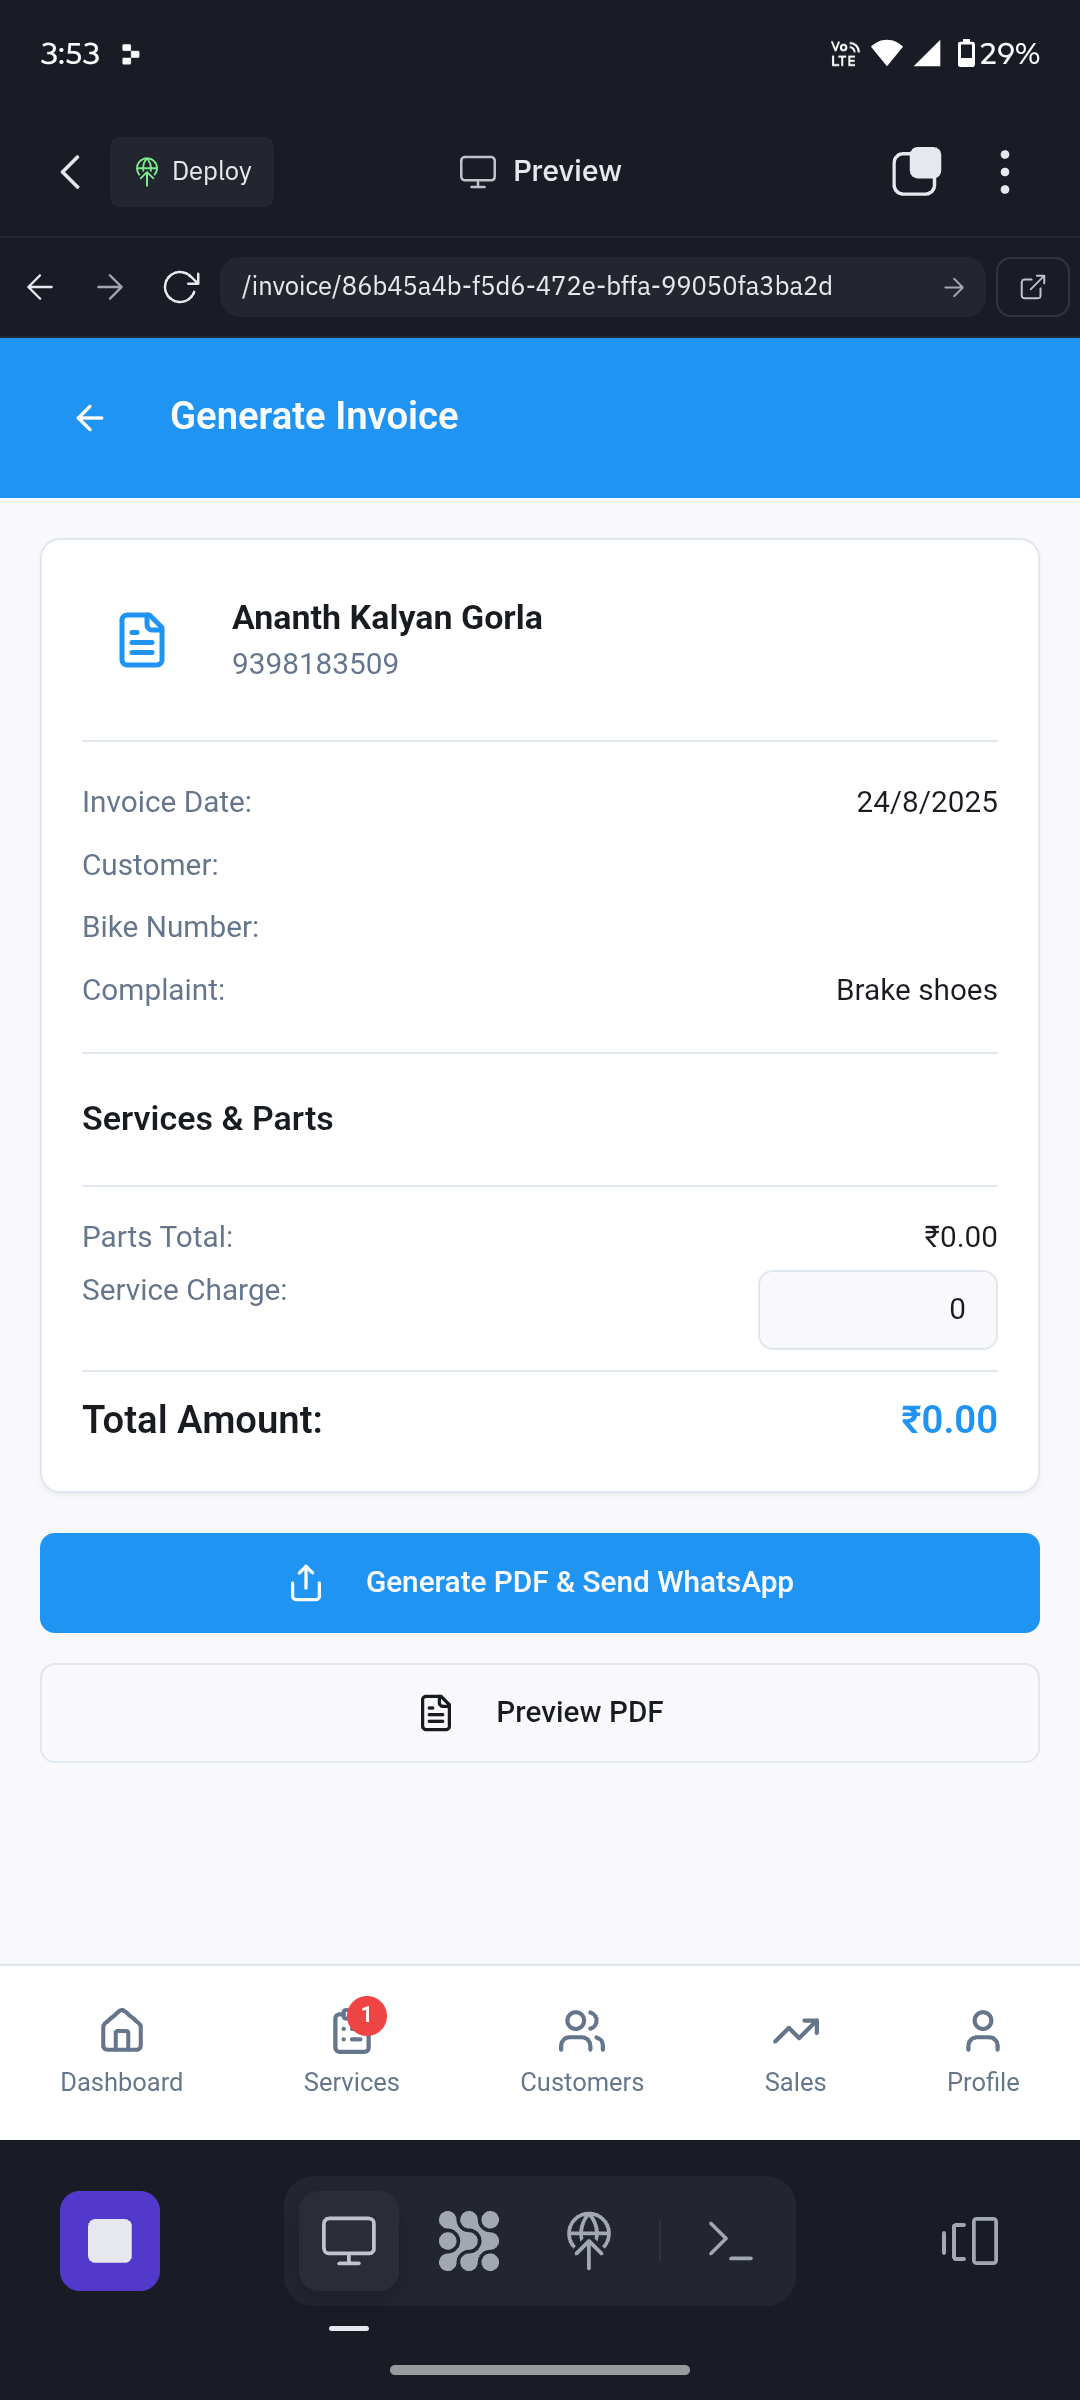 3:53
Vo LTE
29%
Deploy
Preview
/invoice/86b45a4b-f5d6-472e-bffa-99050fa3ba2d
Generate Invoice
Ananth Kalyan Gorla
9398183509
Invoice Date: 24/8/2025
Customer:
Bike Number:
Complaint: Brake shoes
Services & Parts
Parts Total: ₹0.00
Service Charge: 0
Total Amount: ₹0.00
Generate PDF & Send WhatsApp
Preview PDF
1
Dashboard Services Customers Sales Profile